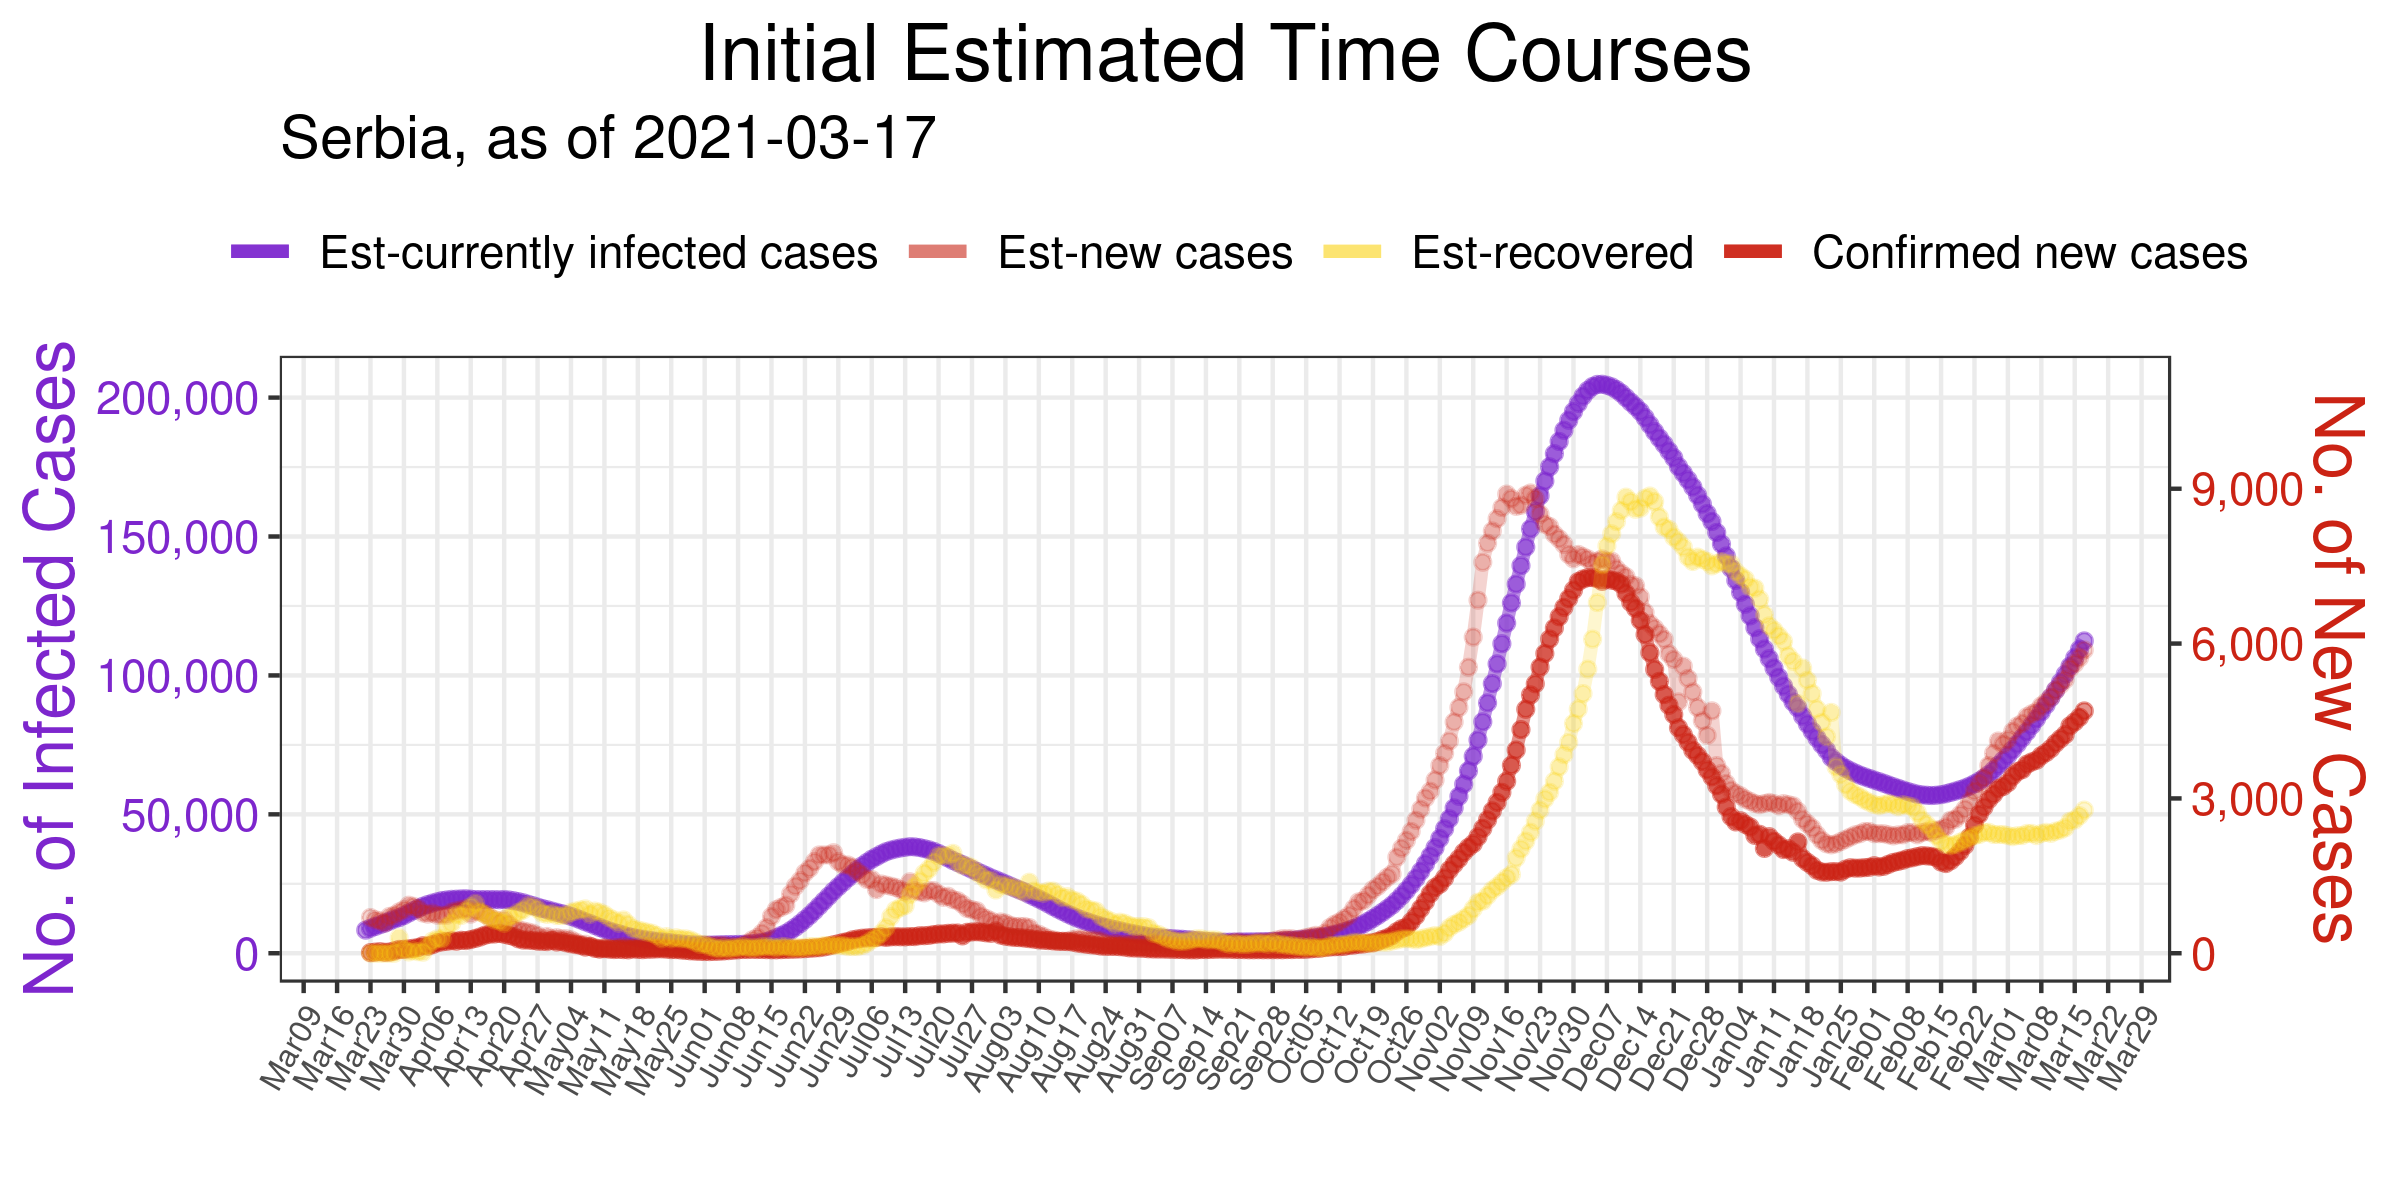 Initial Estimated Time Courses
Serbia, as of 2021-03-17
Est-currently infected cases Est-new cases Est-recovered Confirmed new cases
No. of Infected Cases
200,000
150,000
100,000
50,000
0
No. of New Cases
9,000
6,000
3,000
0
Mar09 Mar16 Mar23 Mar30 Apr06 Apr13 Apr20 Apr27 May04 May11 May18 May25 Jun01 Jun08 Jun15 Jun22 Jun29 Jul06 Jul13 Jul20 Jul27 Aug03 Aug10 Aug17 Aug24 Aug31 Sep07 Sep14 Sep21 Sep28 Oct05 Oct12 Oct19 Oct26 Nov02 Nov09 Nov16 Nov23 Nov30 Dec07 Dec14 Dec21 Dec28 Jan04 Jan11 Jan18 Jan25 Feb01 Feb08 Feb15 Feb22 Mar01 Mar08 Mar15 Mar22 Mar29